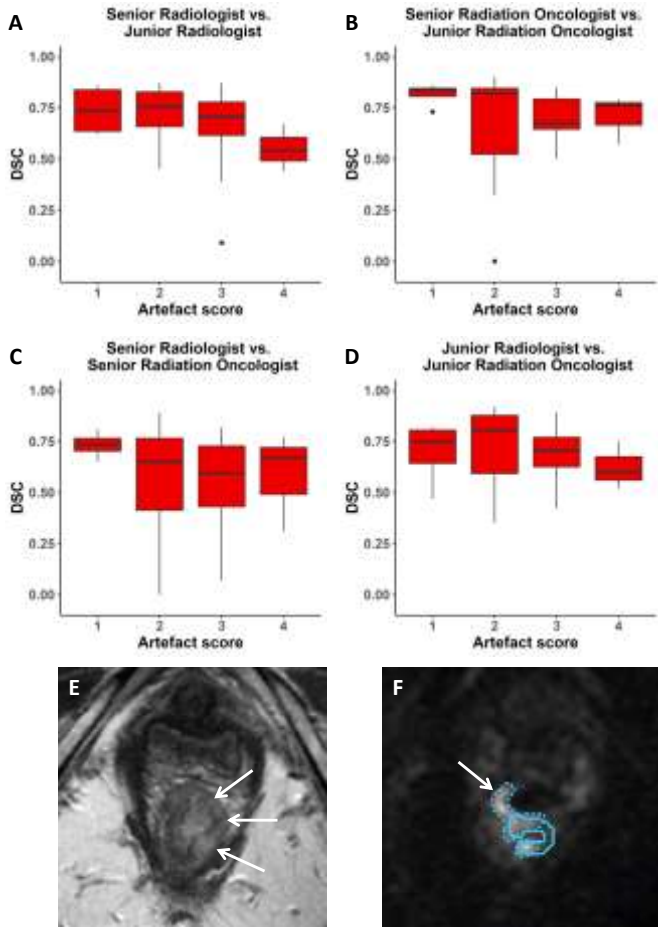 A
Senior Radiologist vs.
Junior Radiologist
DSC
1.00
0.75
0.50
0.25
0.00
1 2 3 4
Artefact score
B
Senior Radiation Oncologist vs.
Junior Radiation Oncologist
DSC
1.00
0.75
0.50
0.25
0.00
1 2 3 4
Artefact score
C
Senior Radiologist vs.
Senior Radiation Oncologist
DSC
1.00
0.75
0.50
0.25
0.00
1 2 3 4
Artefact score
D
Junior Radiologist vs.
Junior Radiation Oncologist
DSC
1.00
0.75
0.50
0.25
0.00
1 2 3 4
Artefact score
E
F